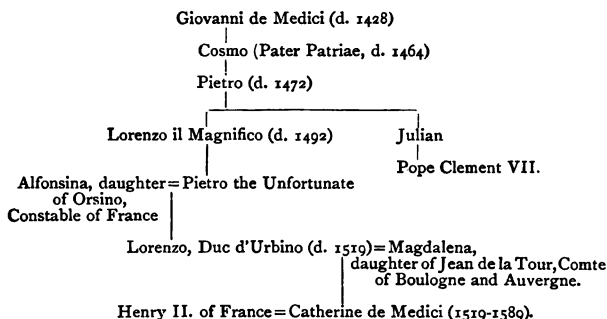 Giovanni de Medici (d. 1428)
Cosmo (Pater Patriae, d. 1464)
Pietro (d. 1472)
Lorenzo il Magnifico (d. 1492) Julian
Pope Clement VII.
Alfonsina, daughter = Pietro the Unfortunate
of Orsino,
Constable of France
Lorenzo, Duc d'Urbino (d. 1519) = Magdalena,
daughter of Jean de la Tour, Comte
of Boulogne and Auvergne.
Henry II. of France = Catherine de Medici (1519-1589).